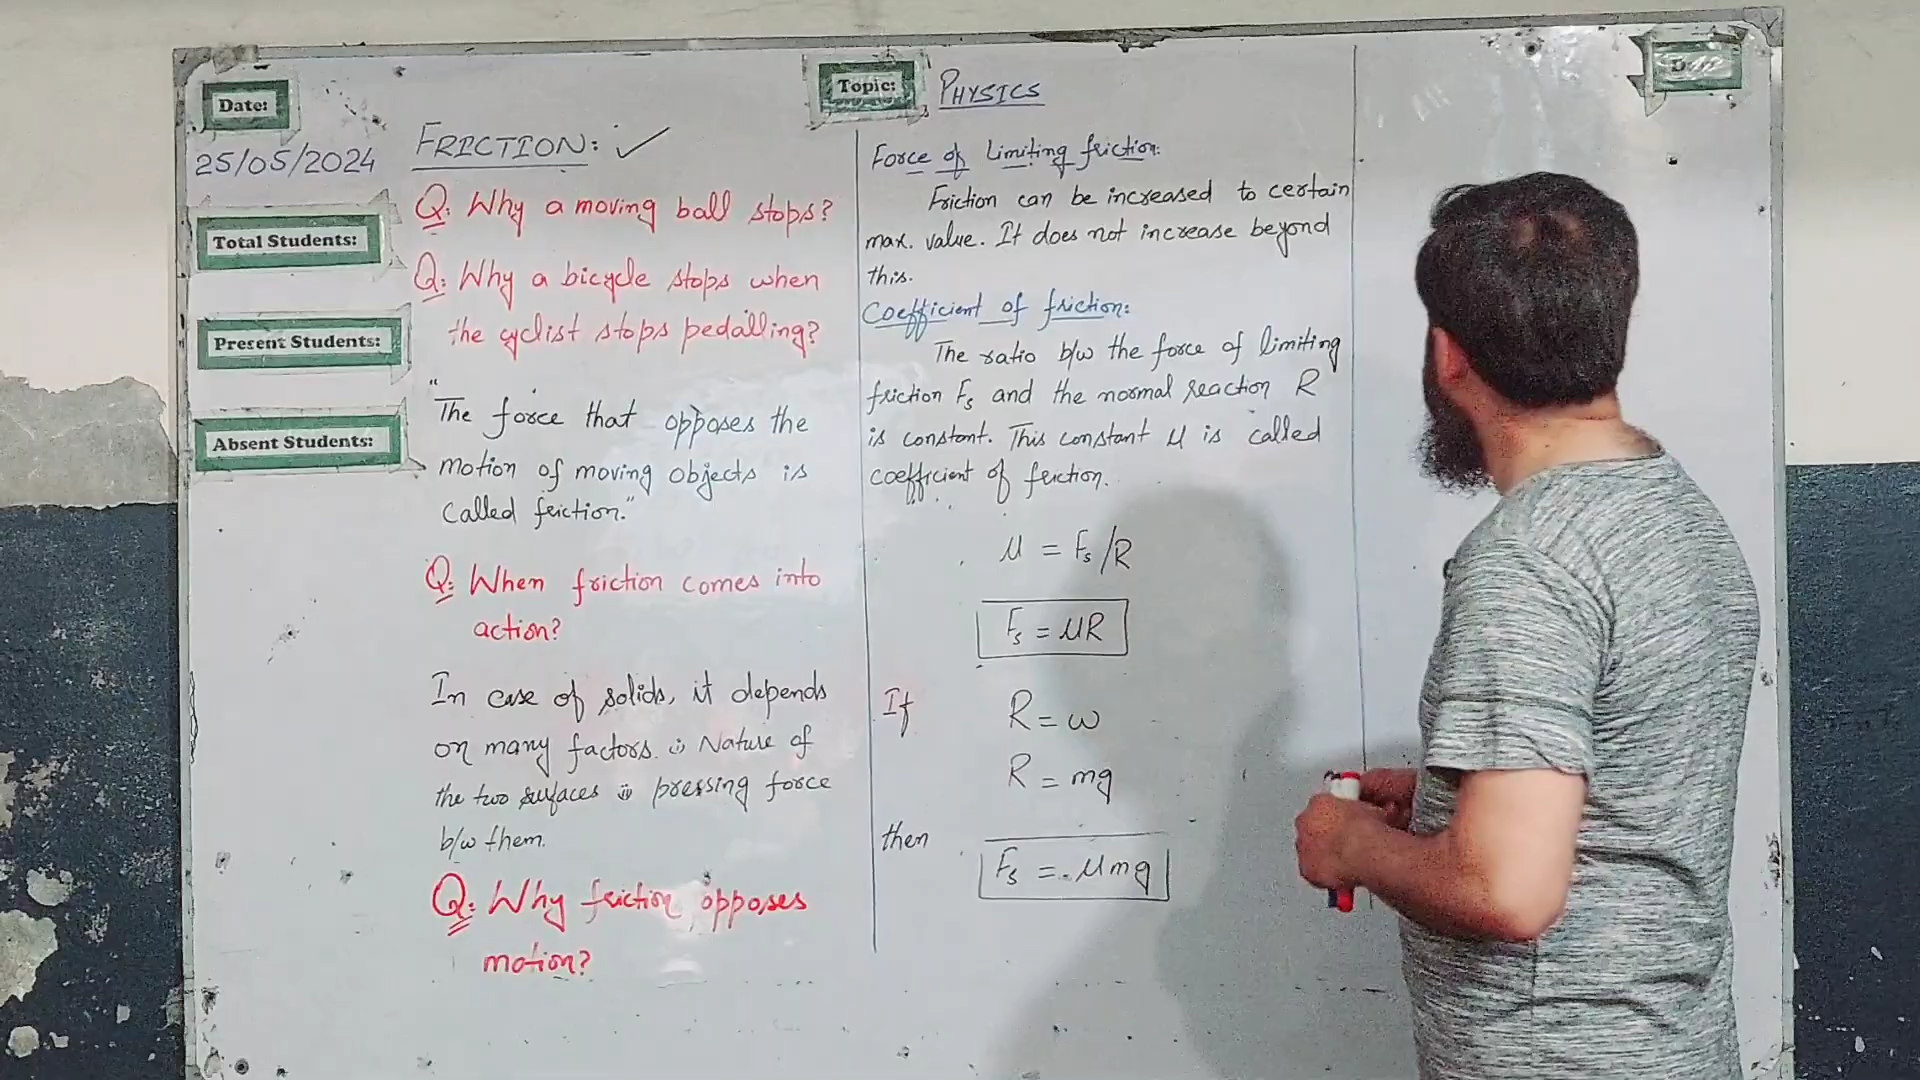 Date:
25/05/2024
Total Students:
Present Students:
Absent Students:
Topic: PHYSICS
FRICTION: ✓
Q: Why a moving ball stops?
Q: Why a bicycle stops when
the cyclist stops pedalling?
"The force that opposes the
motion of moving objects is
called friction."
Q: When friction comes into
action?
In case of solids, it depends
on many factors. (i) Nature of
the two surfaces (ii) pressing force
b/w them.
Q: Why friction opposes
motion?
Force of Limiting friction:
Friction can be increased to certain
max. value. It does not increase beyond
this.
Coefficient of friction:
The ratio b/w the force of limiting
friction Fs and the normal reaction R
is constant. This constant μ is called
coefficient of friction.
μ = Fs/R
Fs = μR
If R = w
R = mg
then Fs = μmg